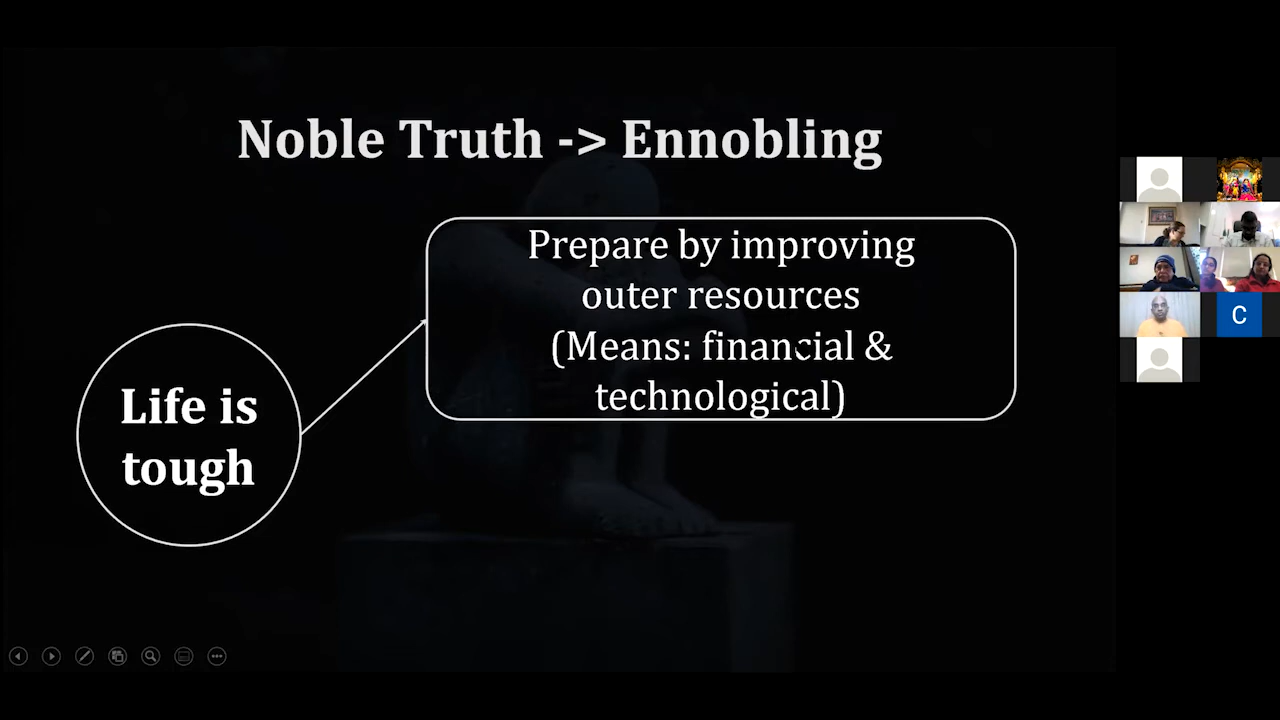 Noble Truth -> Ennobling
Prepare by improving
outer resources
(Means: financial &
technological)
Life is
tough
C